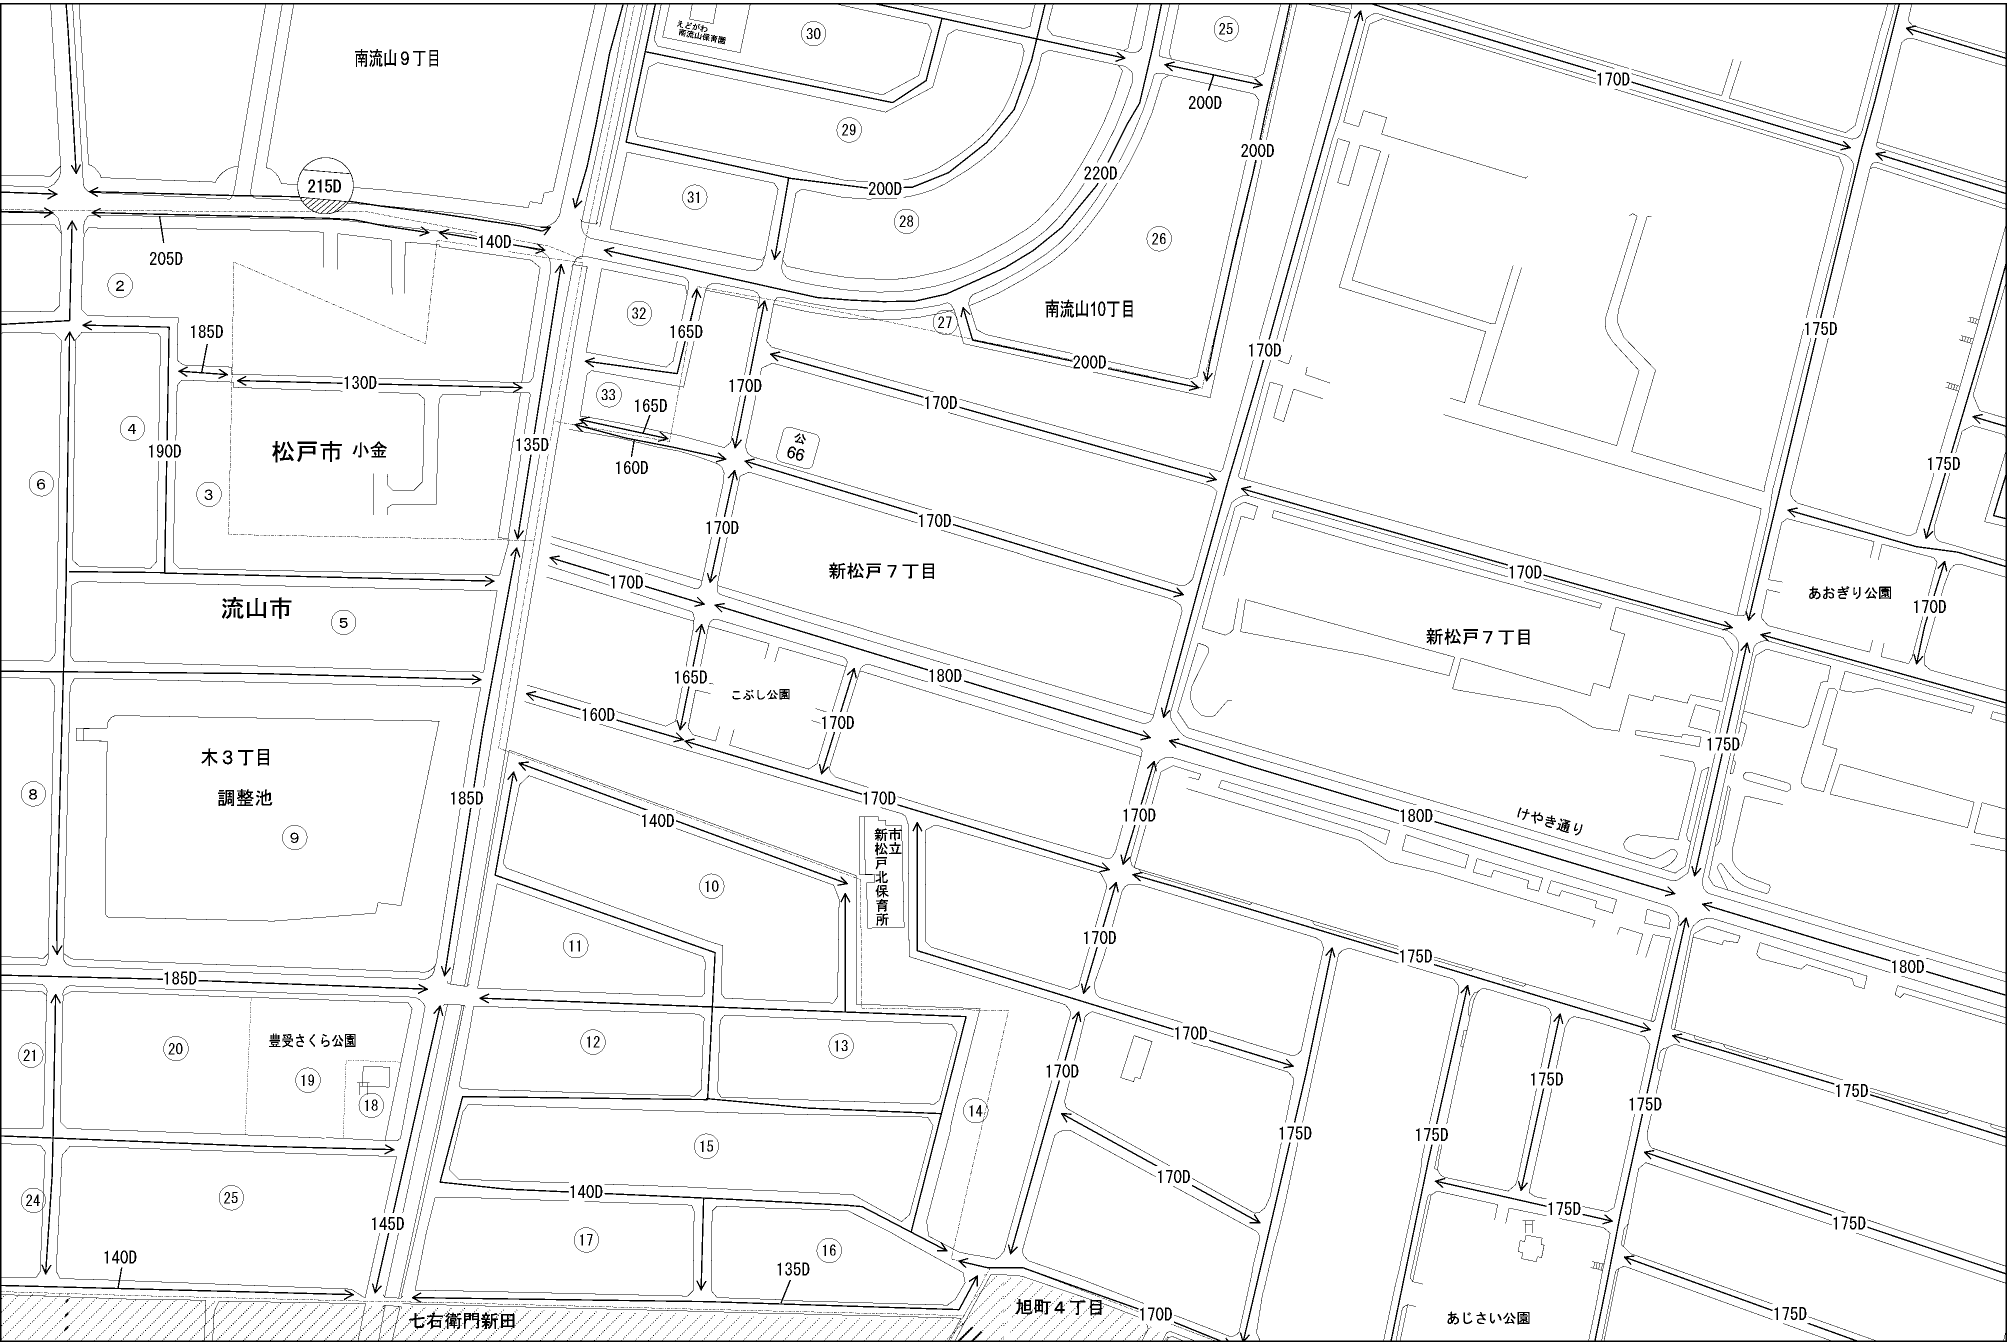 南流山９丁目
えどがわ
南流山保育園
30
25
170D
200D
29
200D
215D
31
200D
220D
28
26
140D
205D
2
32
185D
165D
27
南流山10丁目
175D
170D
130D
170D
200D
33
165D
170D
4
190D
松戸市 小金
135D
公
66
160D
175D
6
3
170D
170D
新松戸７丁目
170D
170D
あおぎり公園
170D
流山市
5
新松戸７丁目
165D
こぶし公園
180D
160D
170D
175D
木３丁目
調整池
8
185D
140D
170D
170D
180D
けやき通り
9
市立
新松戸北保育所
10
11
170D
175D
180D
185D
豊受さくら公園
21
20
19
18
12
13
170D
170D
175D
175D
14
175D
175D
175D
15
170D
24
25
140D
175D
145D
17
16
175D
140D
135D
175D
七右衛門新田
旭町４丁目
170D
あじさい公園